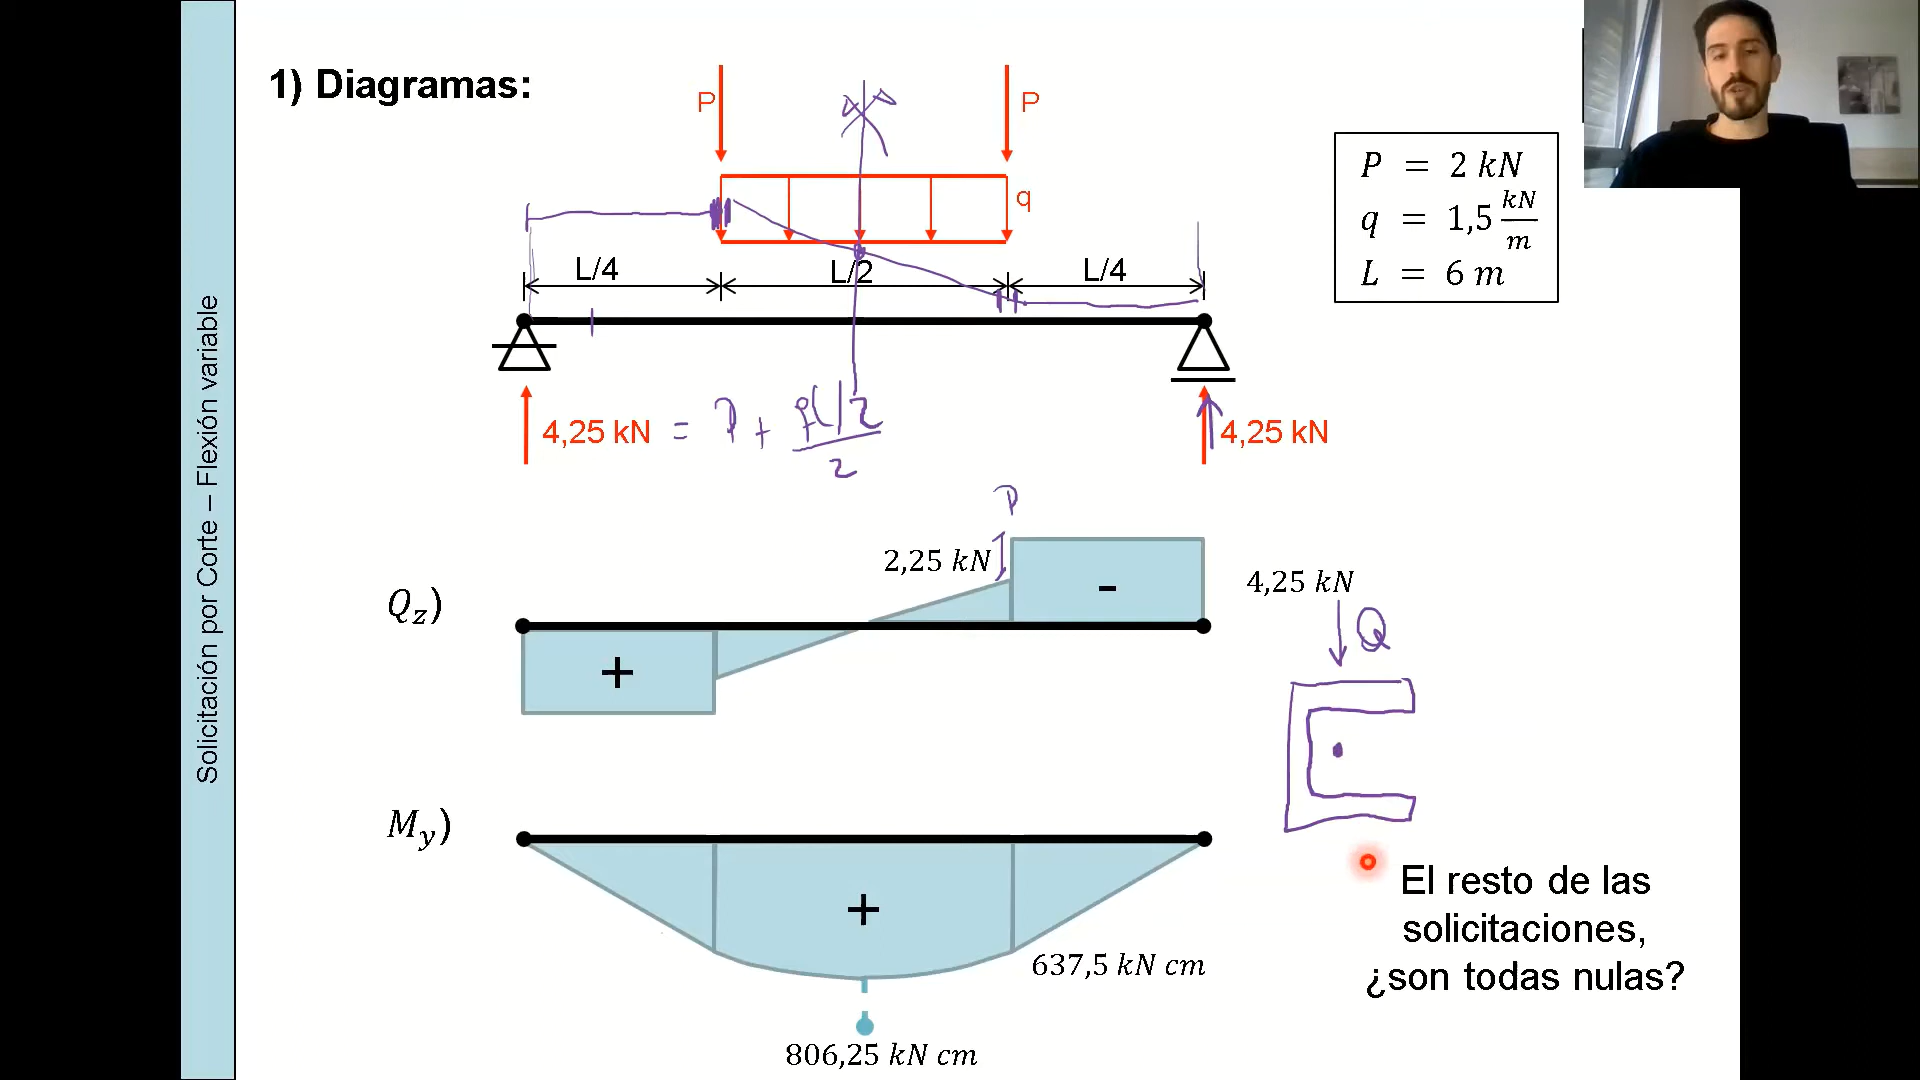 Solicitación por Corte – Flexión variable
1) Diagramas:
P
P
q
P = 2 kN
q = 1,5 kN/m
L = 6 m
L/4
L/2
L/4
4,25 kN = P + qL/2 / 2
4,25 kN
P
2,25 kN
-
4,25 kN
Q
Qz)
+
My)
+
637,5 kN cm
806,25 kN cm
El resto de las
solicitaciones,
¿son todas nulas?